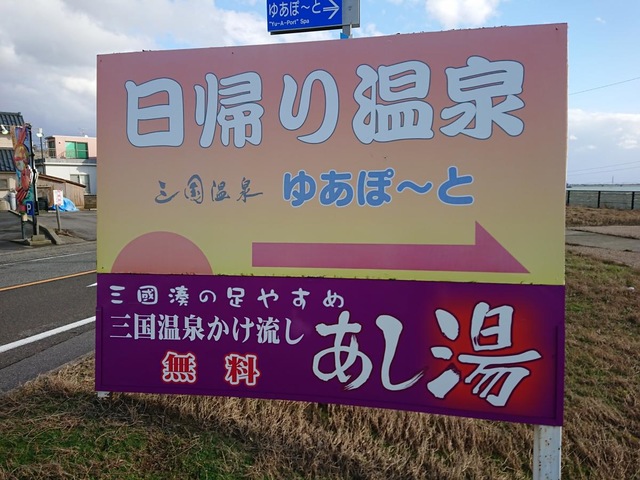 ゆあぽ〜と
"Yu-A-Port" Spa
日帰り温泉
三国温泉 ゆあぽ〜と
三國湊の足やすめ
三国温泉かけ流し
無料
あし湯
P